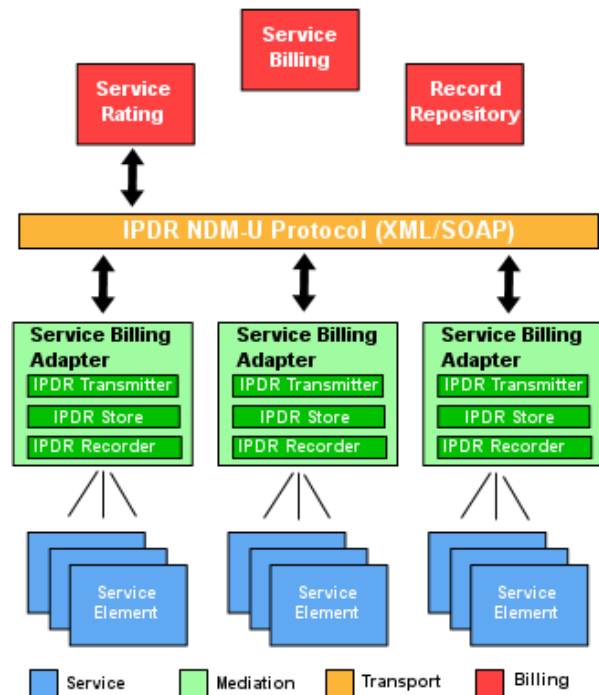 Service
Billing
Service
Rating
Record
Repository
IPDR NDM-U Protocol (XML/SOAP)
Service Billing
Adapter
IPDR Transmitter
IPDR Store
IPDR Recorder
Service Billing
Adapter
IPDR Transmitter
IPDR Store
IPDR Recorder
Service Billing
Adapter
IPDR Transmitter
IPDR Store
IPDR Recorder
Service
Element
Service
Element
Service
Element
Service
Mediation
Transport
Billing